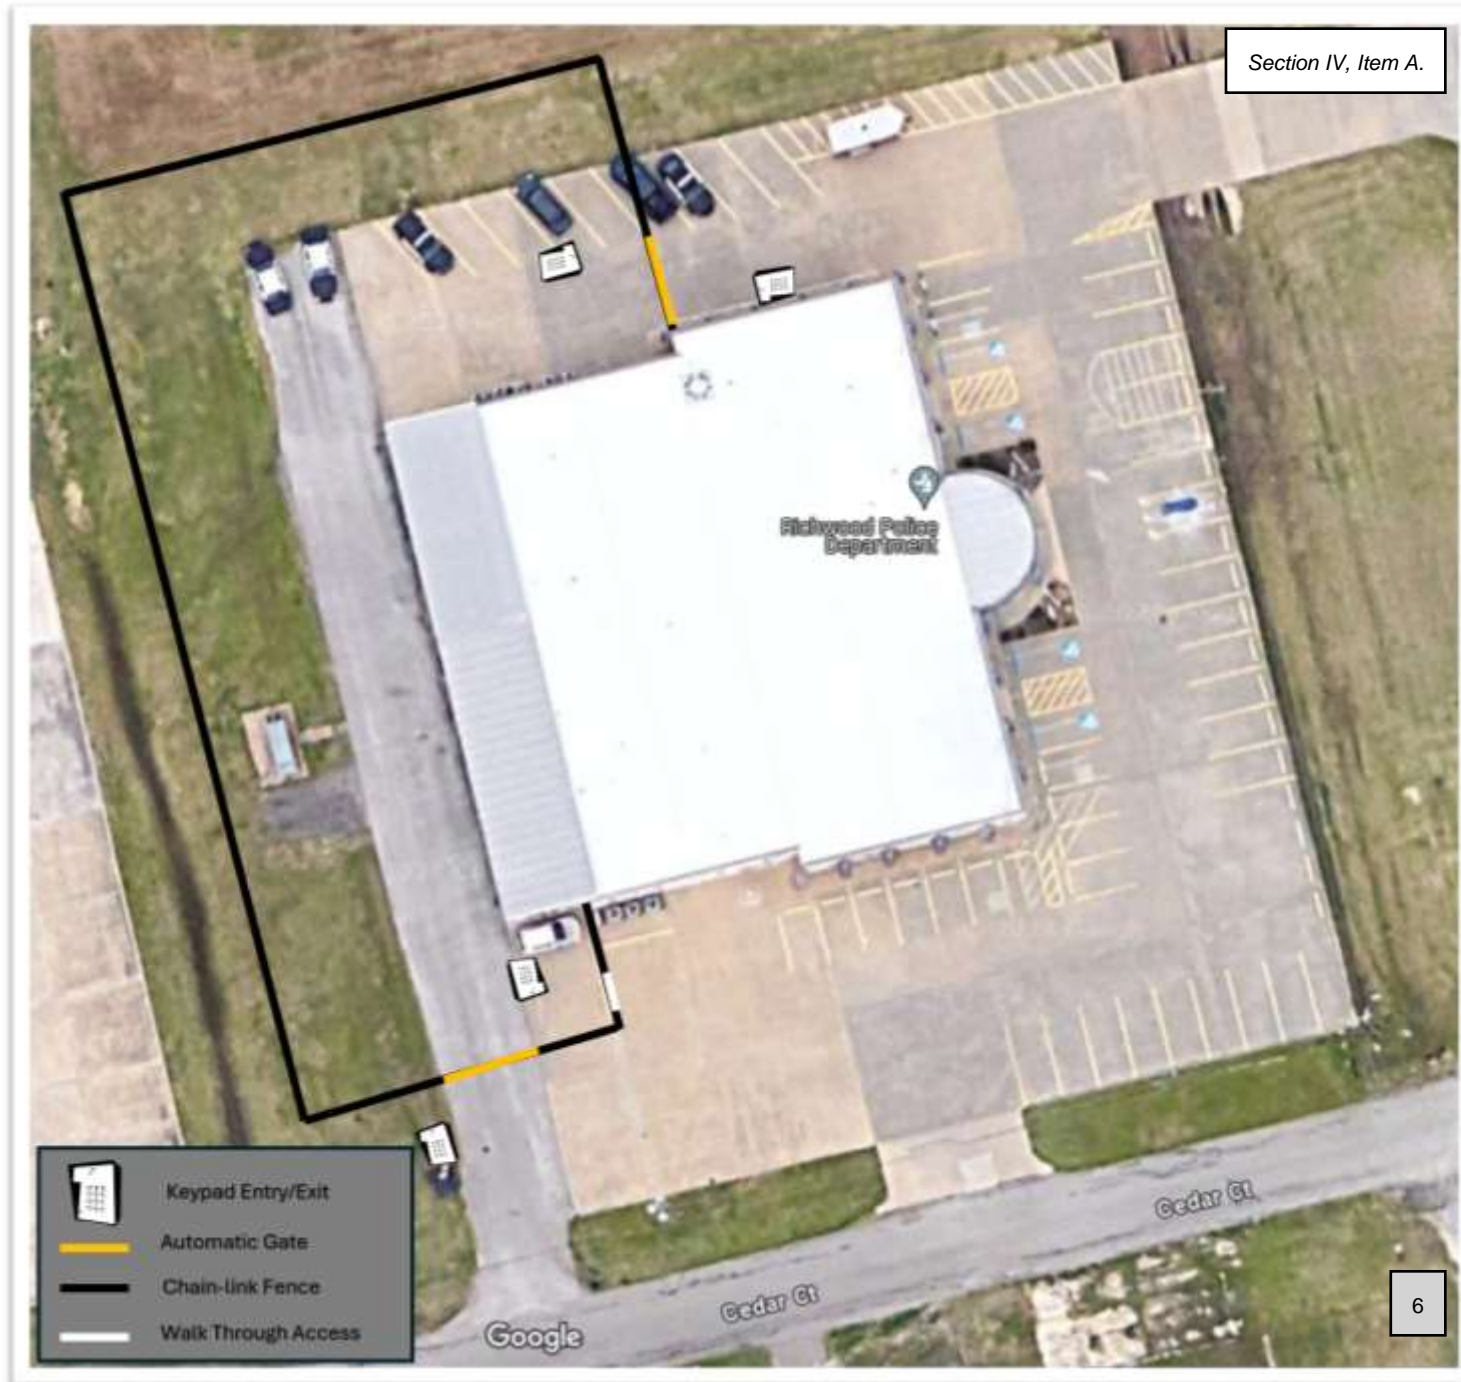 Section IV, Item A.
Richwood Police
Department
Keypad Entry/Exit
Automatic Gate
Chain-link Fence
Walk Through Access
Cedar Ct
Cedar Ct
Google
6